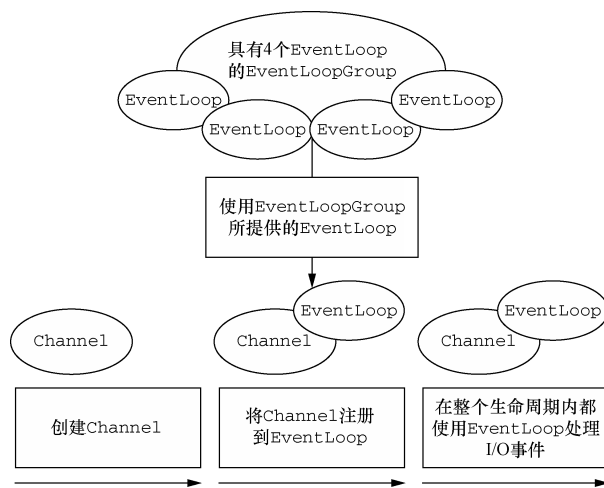 具有4个EventLoop
的EventLoopGroup
EventLoop
EventLoop
EventLoop
EventLoop
使用EventLoopGroup
所提供的EventLoop
Channel
Channel
EventLoop
Channel
EventLoop
创建Channel
将Channel注册
到EventLoop
在整个生命周期内都
使用EventLoop处理
I/O事件